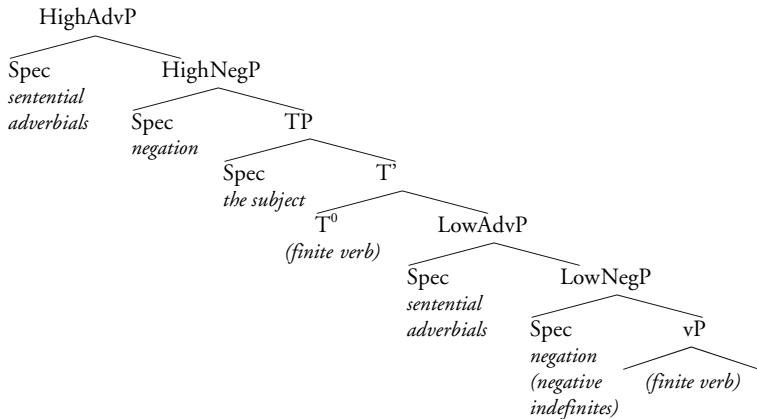 HighAdvP
Spec HighNegP
sentential
adverbials Spec TP
negation
Spec T’
the subject
T⁰ LowAdvP
(finite verb)
Spec LowNegP
sentential
adverbials Spec vP
negation (finite verb)
(negative
indefinites)